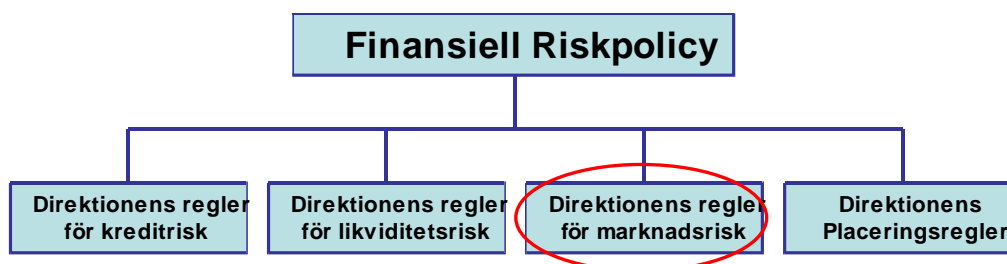 Finansiell Riskpolicy
Direktionens regler
för kreditrisk
Direktionens regler
för likviditetsrisk
Direktionens regler
för marknadsrisk
Direktionens
Placeringsregler